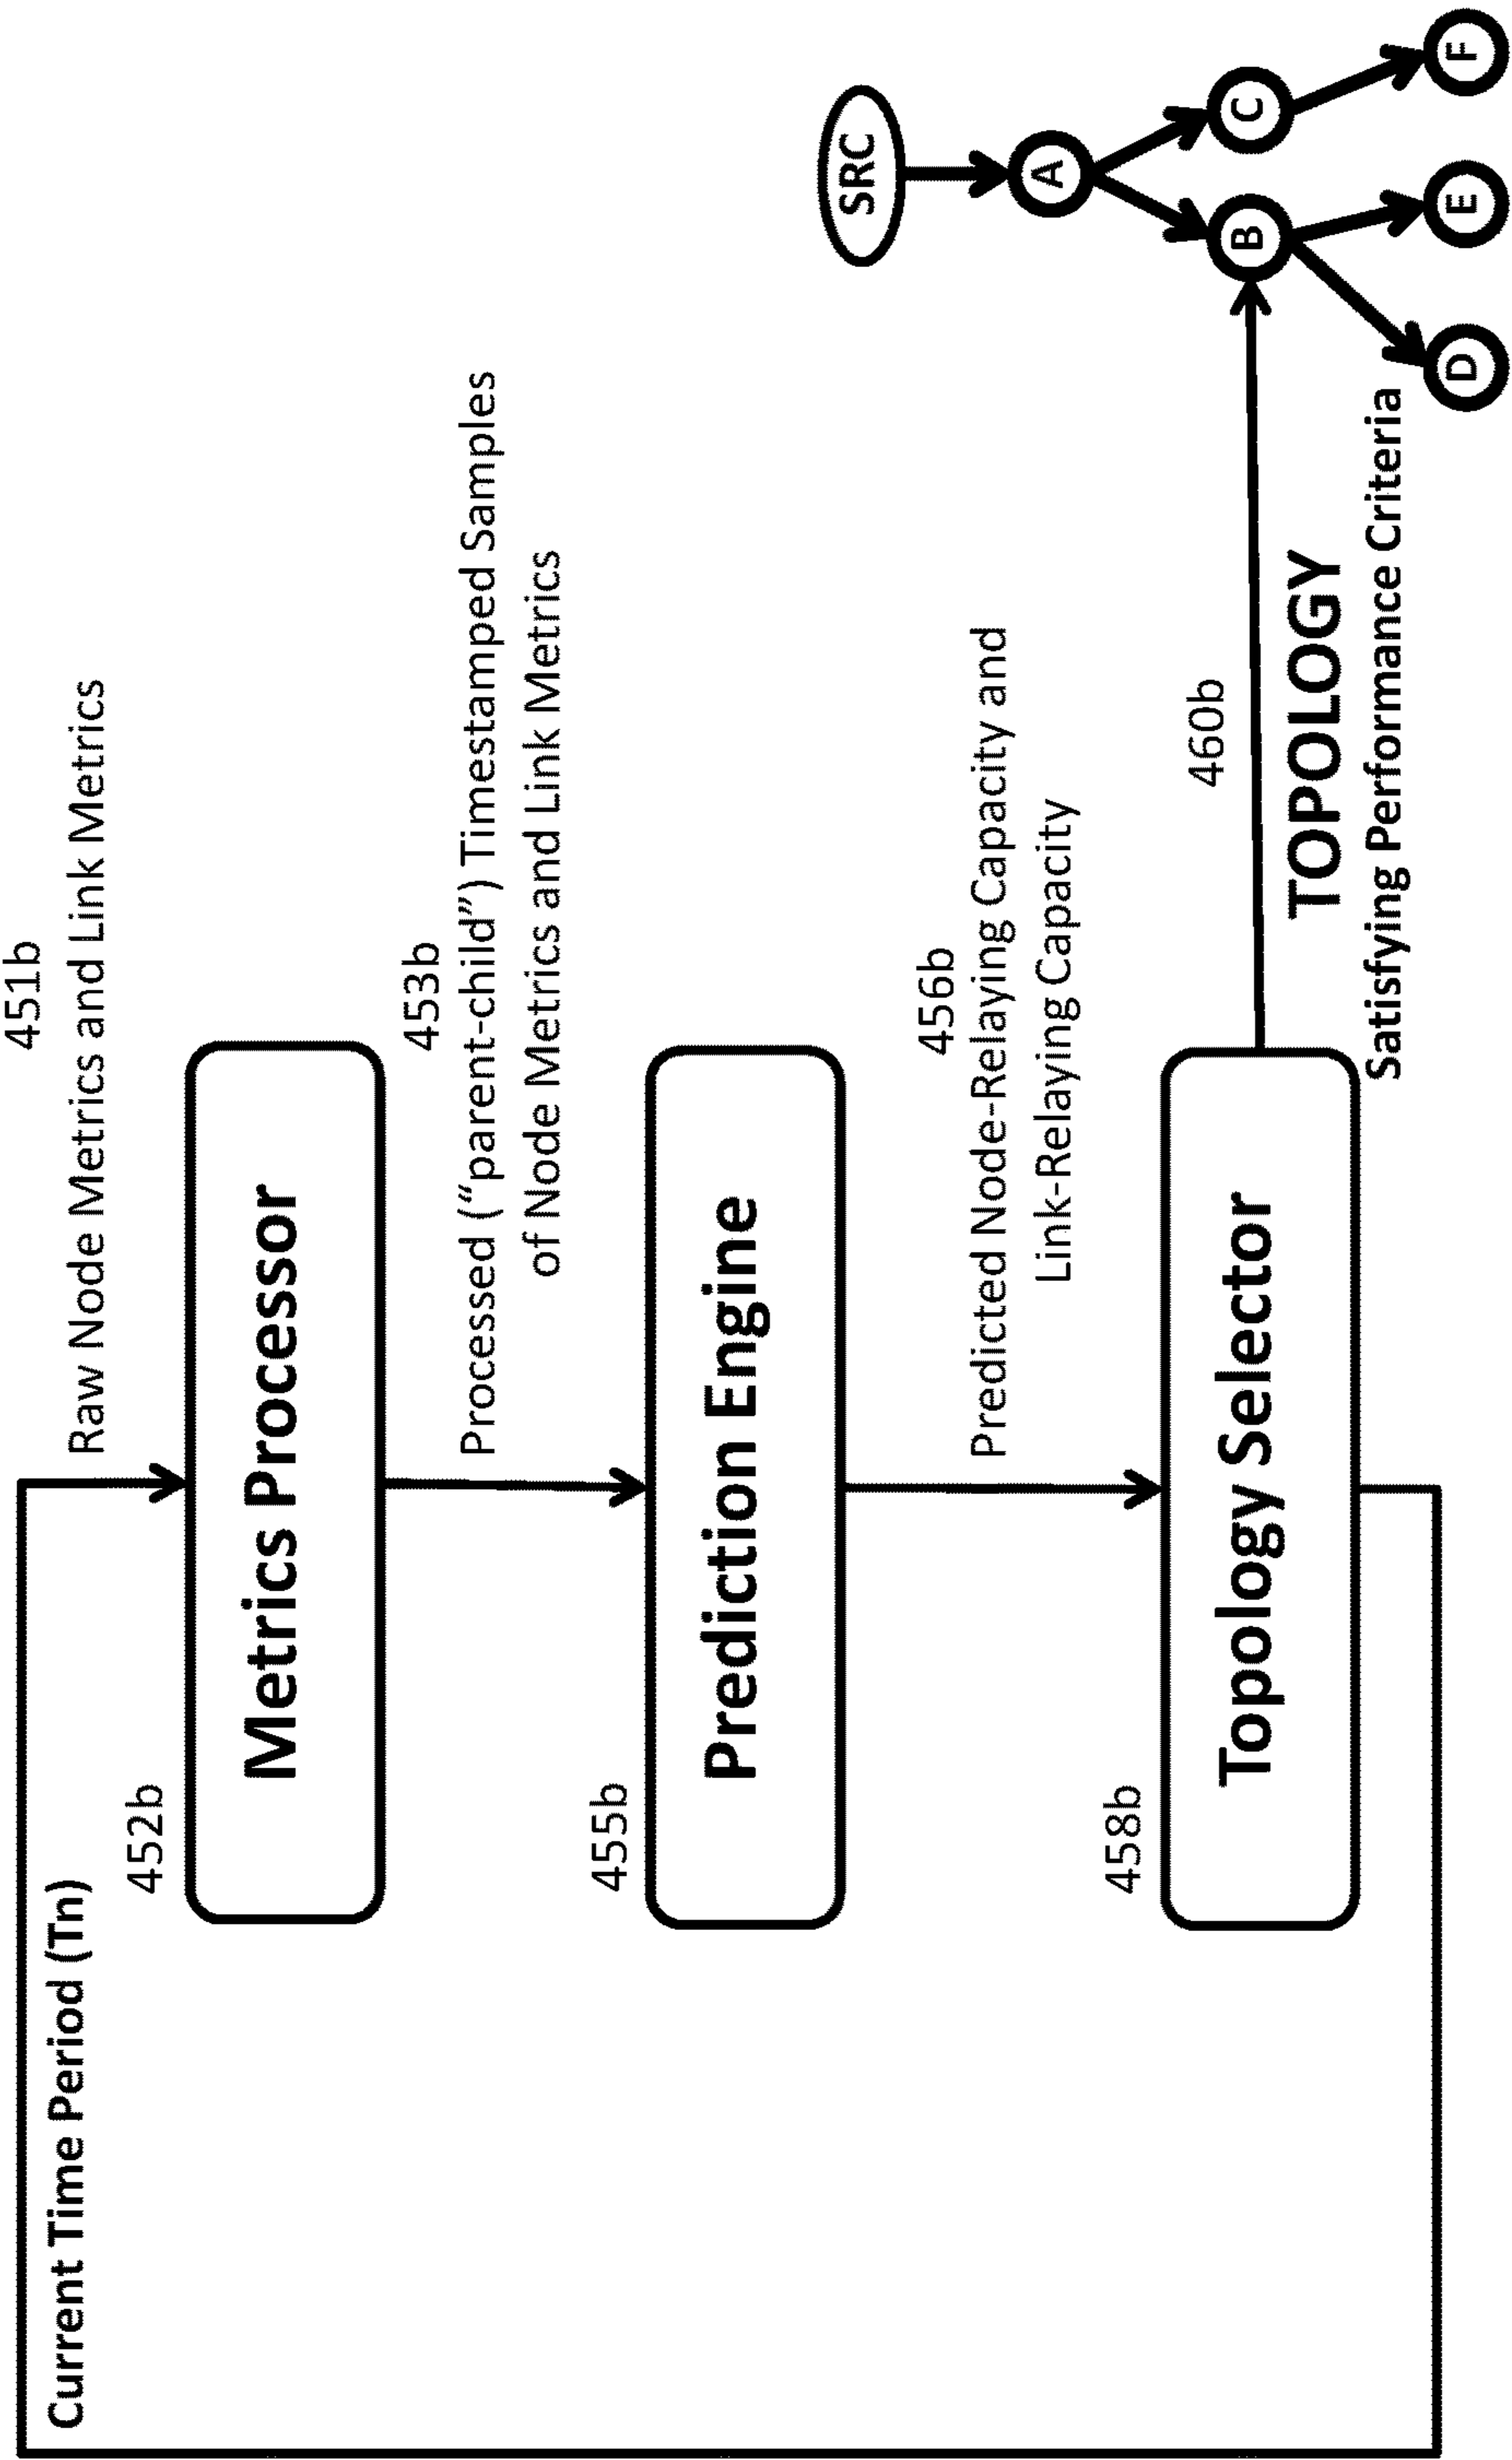 Current Time Period (Tn)
451b
Raw Node Metrics and Link Metrics
452b
Metrics Processor
453b
Processed (“parent-child”) Timestamped Samples
of Node Metrics and Link Metrics
455b
Prediction Engine
456b
Predicted Node-Relaying Capacity and
Link-Relaying Capacity
458b
Topology Selector
460b
TOPOLOGY
Satisfying Performance Criteria
SRC
A
B
C
D
E
F